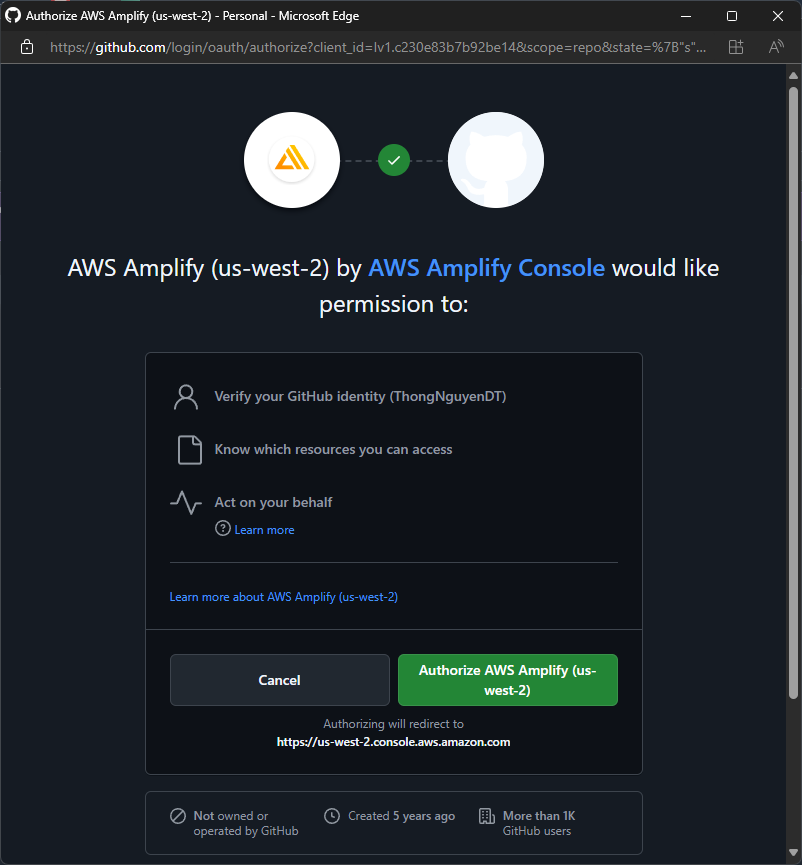 Authorize AWS Amplify (us-west-2) - Personal - Microsoft Edge
https://github.com/login/oauth/authorize?client_id=Iv1.c230e83b7b92be14&scope=repo&state=%7B"s"...
AWS Amplify (us-west-2) by AWS Amplify Console would like
permission to:
Verify your GitHub identity (ThongNguyenDT)
Know which resources you can access
Act on your behalf
Learn more
Learn more about AWS Amplify (us-west-2)
Cancel
Authorize AWS Amplify (us-
west-2)
Authorizing will redirect to
https://us-west-2.console.aws.amazon.com
Not owned or
operated by GitHub
Created 5 years ago
More than 1K
GitHub users